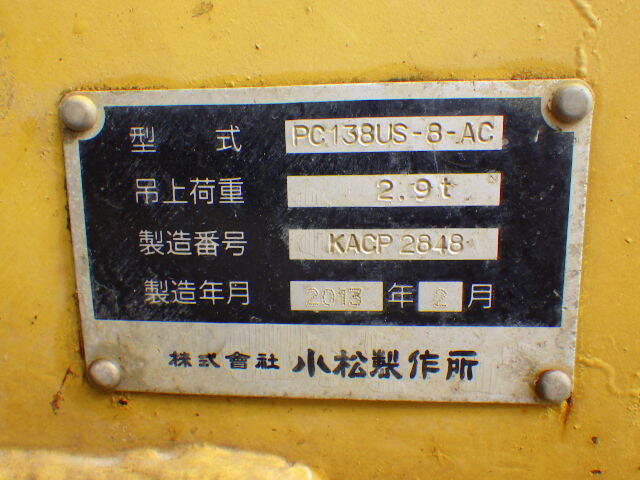 型 式 PC138US-8-AC
吊上荷重 2.9t
製造番号 KACP 2848
製造年月 2013 年 2 月
株式會社 小松製作所